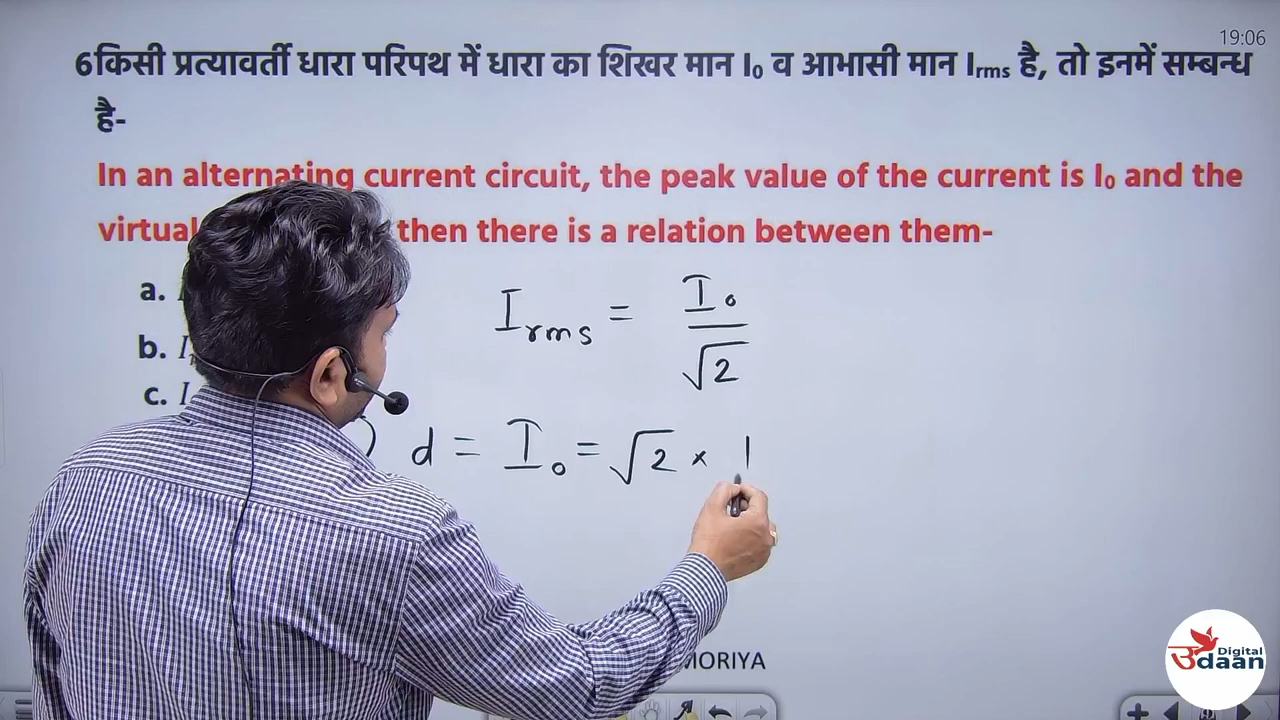 19:06
6किसी प्रत्यावर्ती धारा परिपथ में धारा का शिखर मान I₀ व आभासी मान Iᵣₘₛ है, तो इनमें सम्बन्ध
है-
In an alternating current circuit, the peak value of the current is I₀ and the
virtual then there is a relation between them-
a.
I rms = I₀ / √2
b. I
c. I
d = I₀ = √2 × I
MORIYA
Digital
उdaan